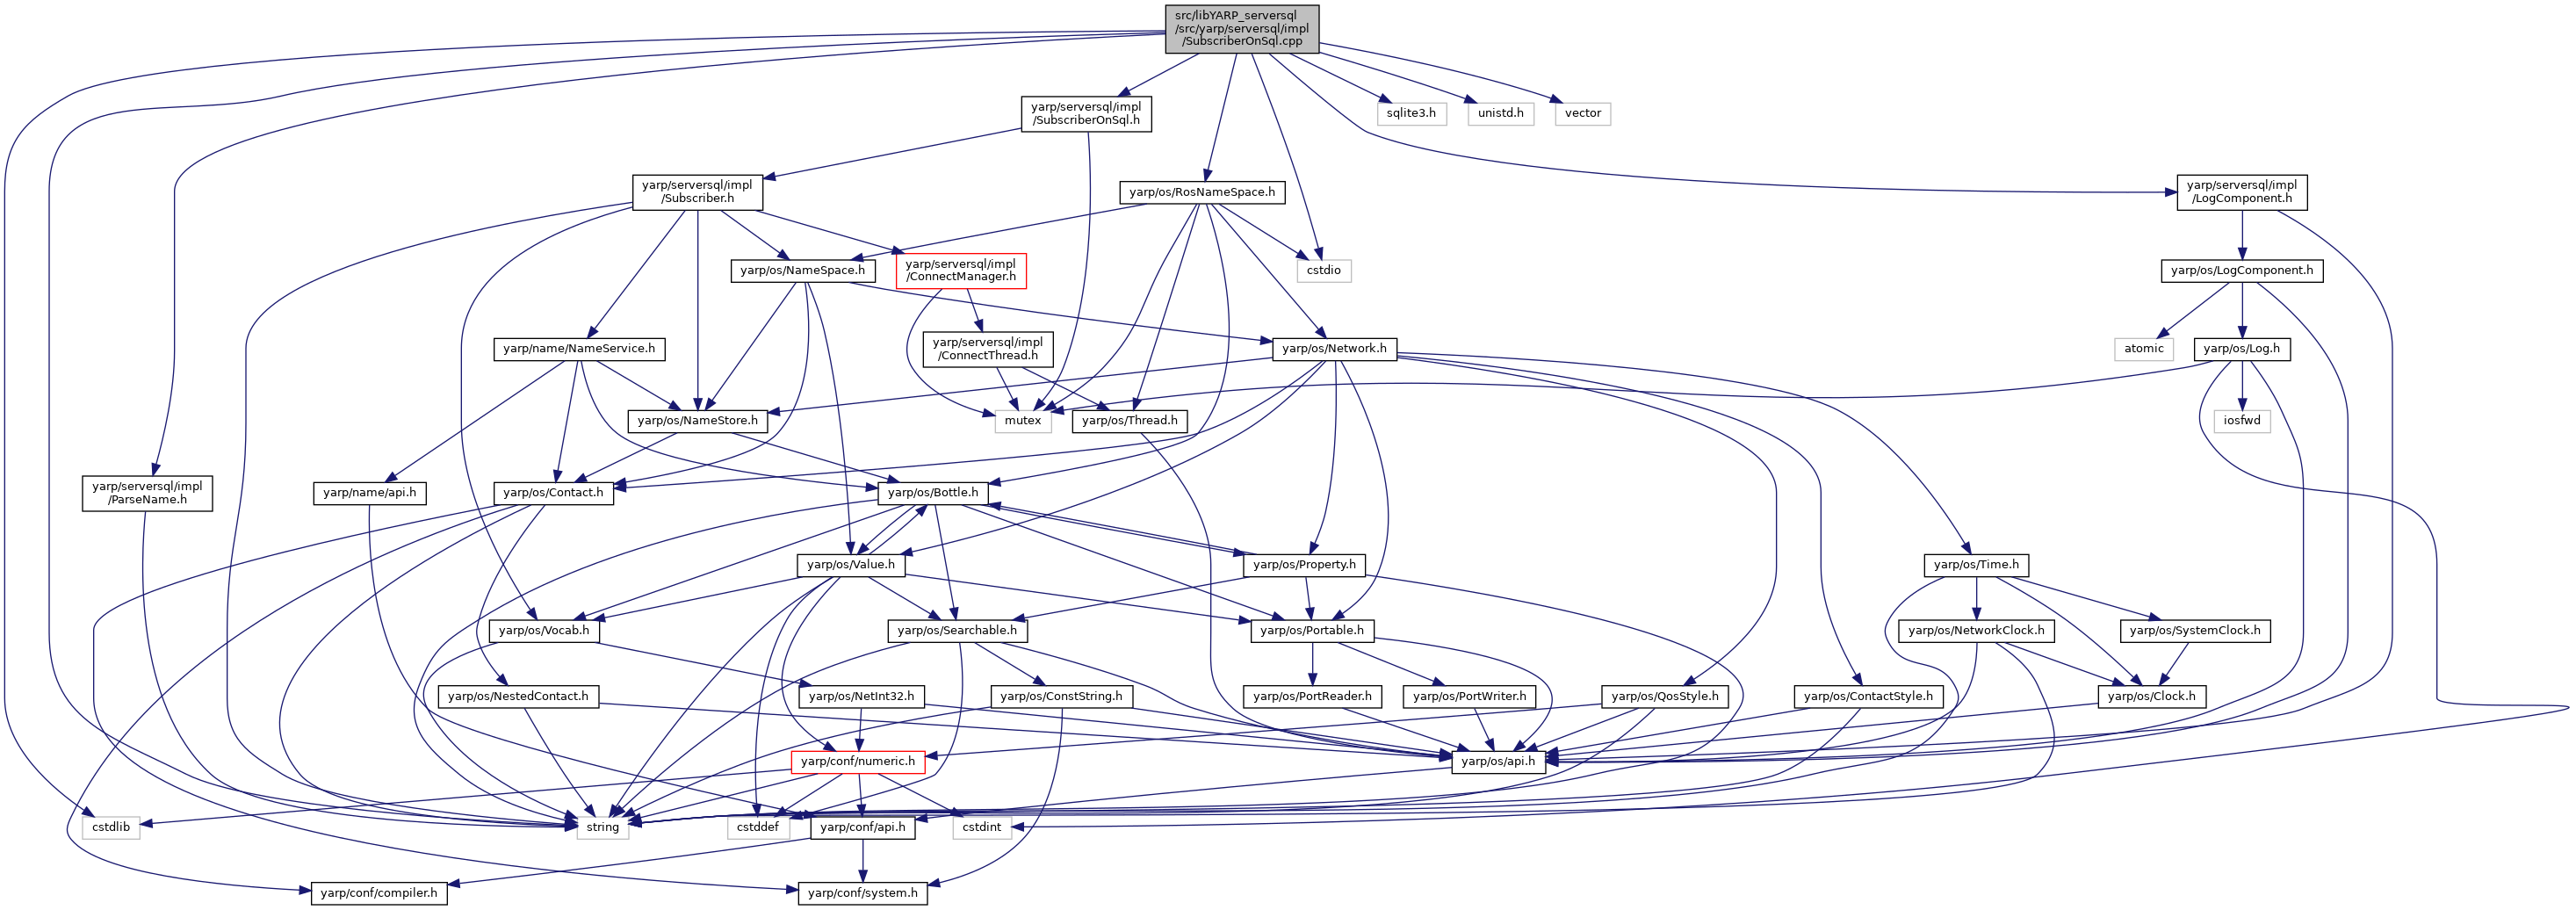 src/libYARP_serversql
/src/yarp/serversql/impl
/SubscriberOnSql.cpp
yarp/serversql/impl
/SubscriberOnSql.h
sqlite3.h
unistd.h
vector
yarp/serversql/impl
/Subscriber.h
yarp/os/RosNameSpace.h
yarp/serversql/impl
/LogComponent.h
yarp/os/NameSpace.h
yarp/serversql/impl
/ConnectManager.h
cstdio
yarp/os/LogComponent.h
yarp/name/NameService.h
yarp/serversql/impl
/ConnectThread.h
yarp/os/Network.h
atomic
yarp/os/Log.h
yarp/os/NameStore.h
mutex
yarp/os/Thread.h
iosfwd
yarp/serversql/impl
/ParseName.h
yarp/name/api.h
yarp/os/Contact.h
yarp/os/Bottle.h
yarp/os/Value.h
yarp/os/Property.h
yarp/os/Time.h
yarp/os/Vocab.h
yarp/os/Searchable.h
yarp/os/Portable.h
yarp/os/NetworkClock.h
yarp/os/SystemClock.h
yarp/os/NestedContact.h
yarp/os/NetInt32.h
yarp/os/ConstString.h
yarp/os/PortReader.h
yarp/os/PortWriter.h
yarp/os/QosStyle.h
yarp/os/ContactStyle.h
yarp/os/Clock.h
yarp/conf/numeric.h
yarp/os/api.h
cstdlib
string
cstddef
yarp/conf/api.h
cstdint
yarp/conf/compiler.h
yarp/conf/system.h